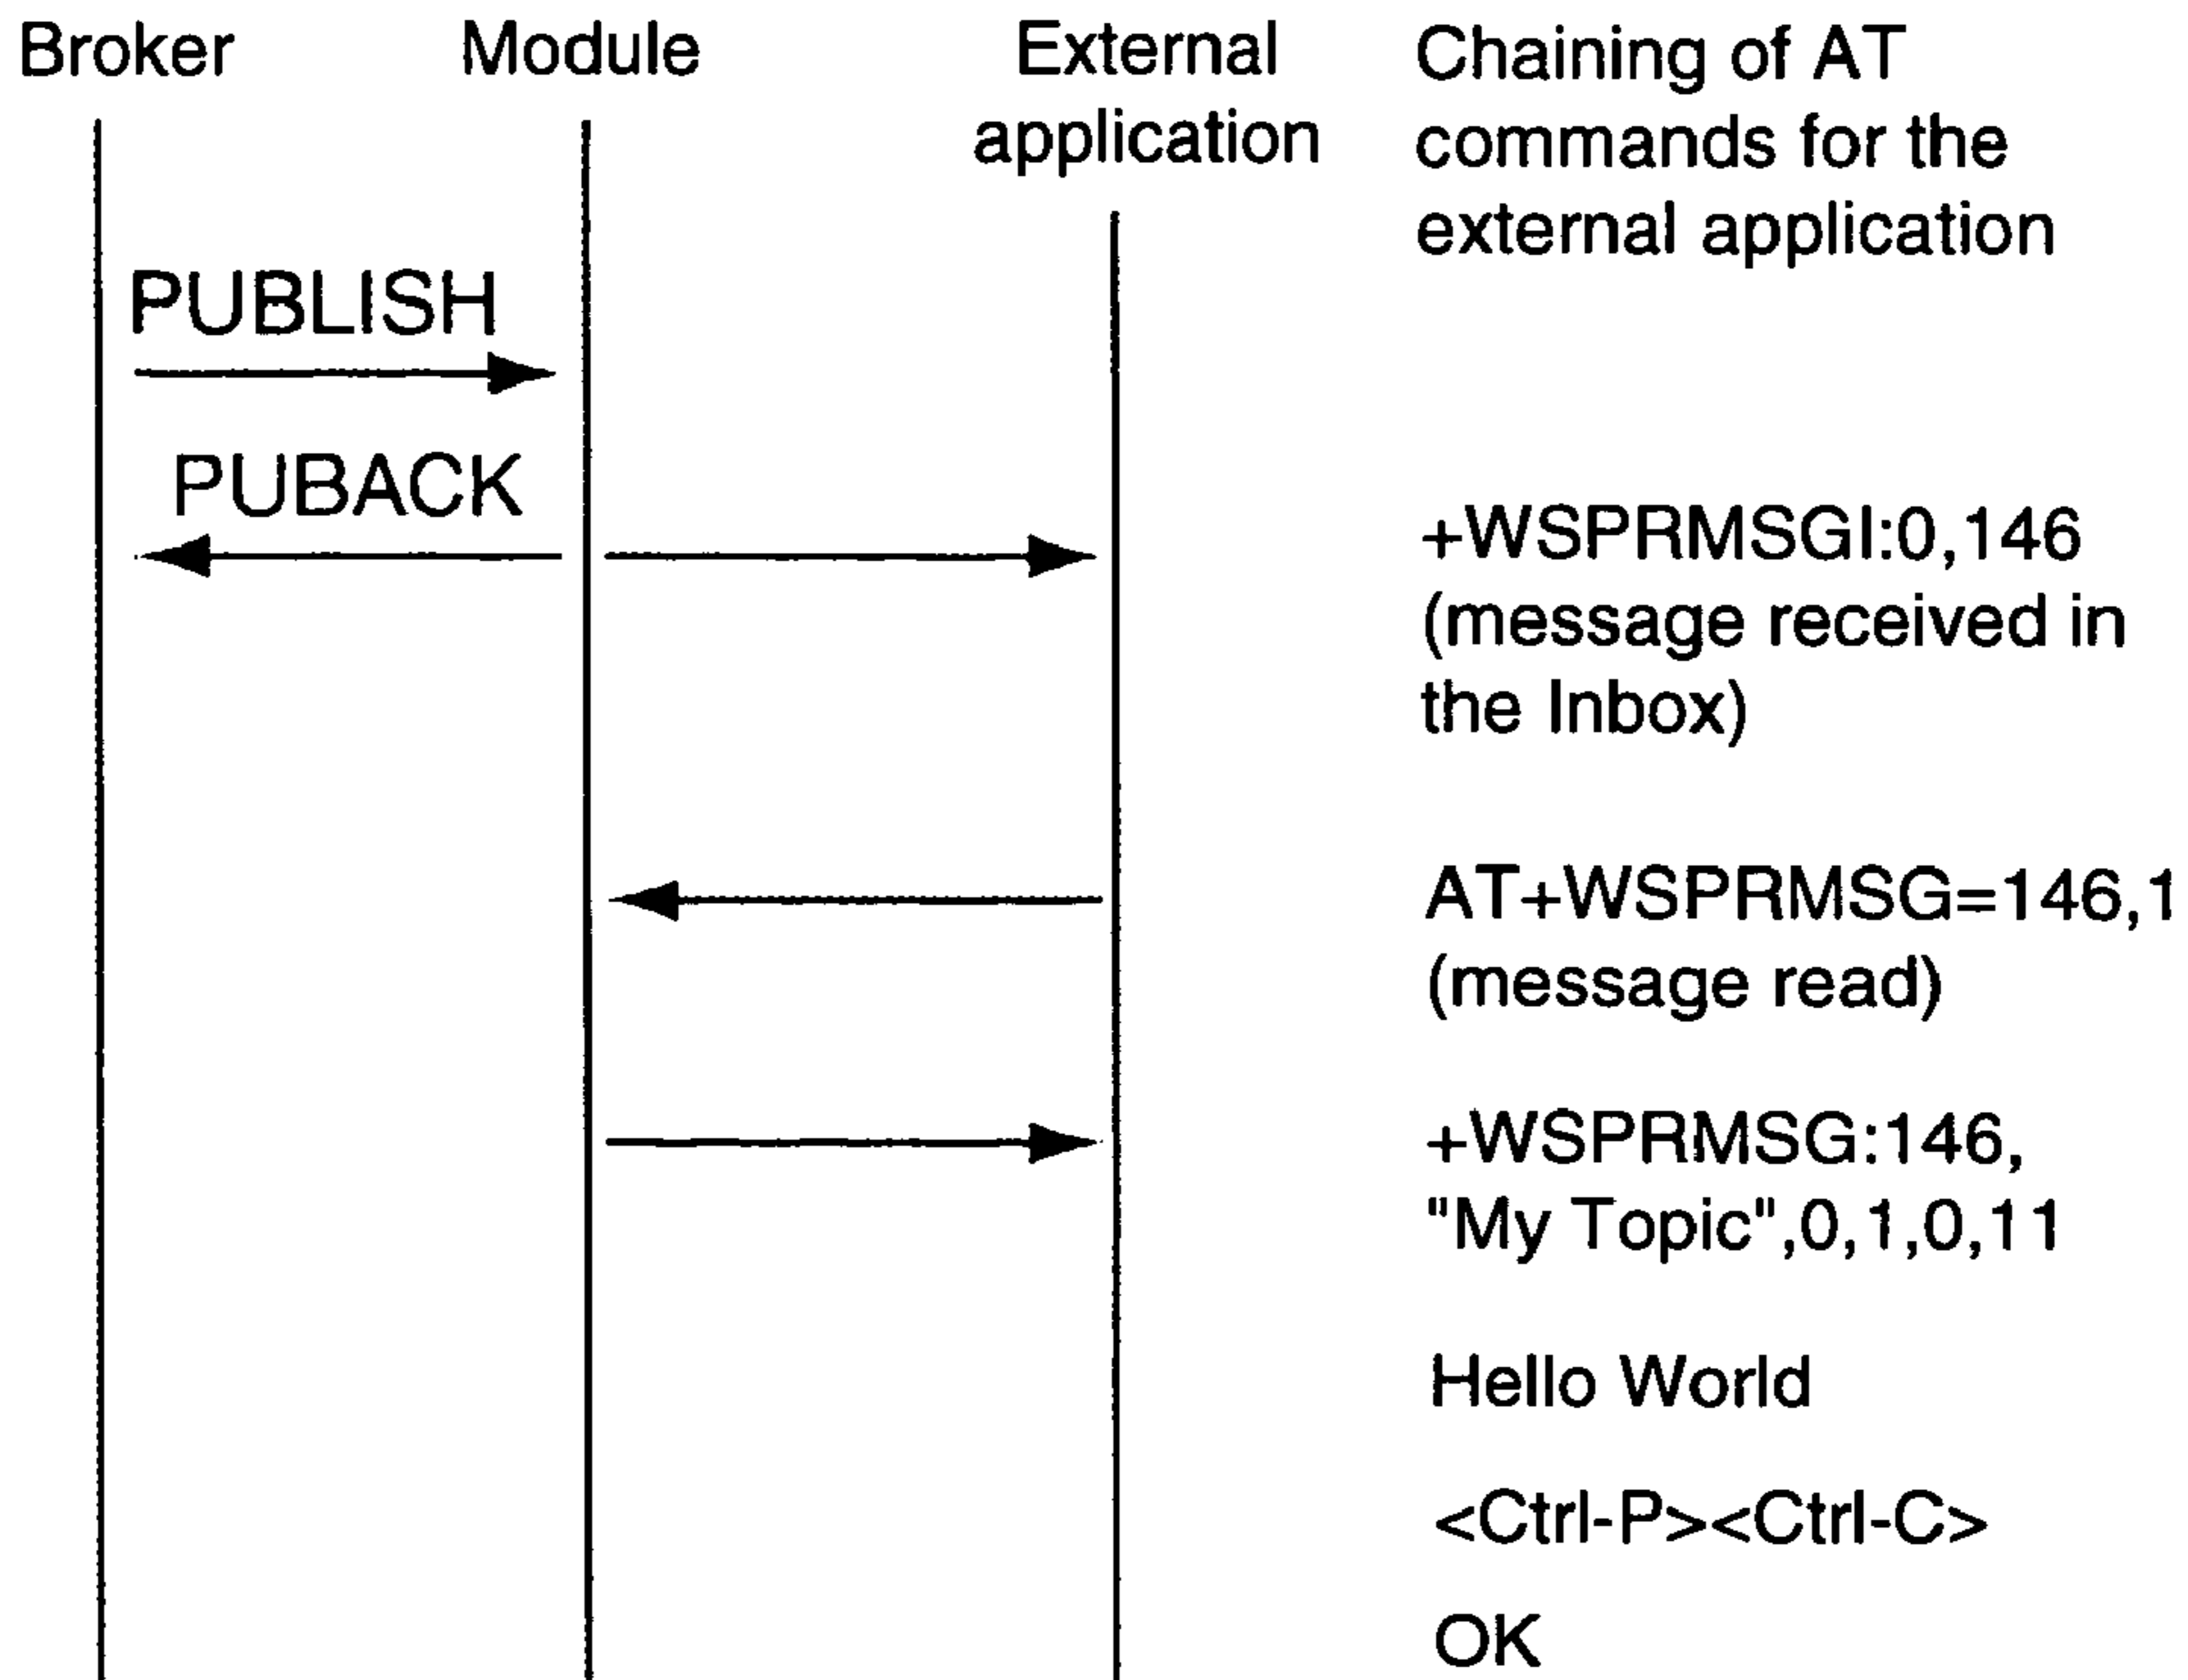 Broker
Module
External
application
Chaining of AT
commands for the
external application
PUBLISH
PUBACK
+WSPRMSGI:0,146
(message received in
the Inbox)
AT+WSPRMSG=146,1
(message read)
+WSPRMSG:146,
"My Topic",0,1,0,11
Hello World
<Ctrl-P><Ctrl-C>
OK